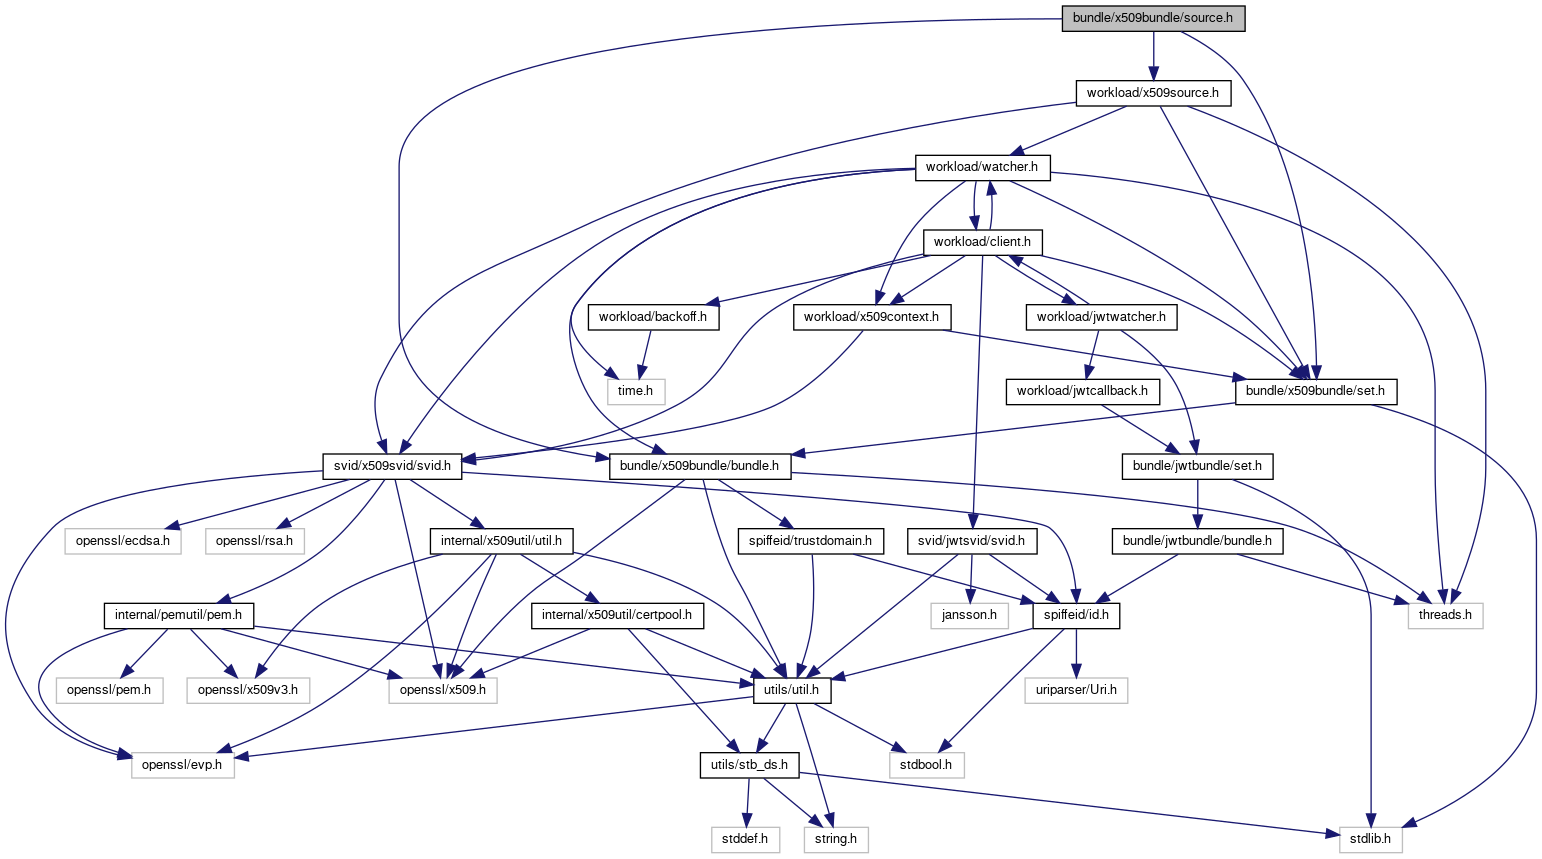 bundle/x509bundle/source.h
workload/x509source.h
workload/watcher.h
workload/client.h
workload/backoff.h
workload/x509context.h
workload/jwtwatcher.h
time.h
workload/jwtcallback.h
bundle/x509bundle/set.h
svid/x509svid/svid.h
bundle/x509bundle/bundle.h
bundle/jwtbundle/set.h
openssl/ecdsa.h
openssl/rsa.h
internal/x509util/util.h
spiffeid/trustdomain.h
svid/jwtsvid/svid.h
bundle/jwtbundle/bundle.h
internal/pemutil/pem.h
internal/x509util/certpool.h
jansson.h
spiffeid/id.h
threads.h
openssl/pem.h
openssl/x509v3.h
openssl/x509.h
utils/util.h
uriparser/Uri.h
openssl/evp.h
utils/stb_ds.h
stdbool.h
stddef.h
string.h
stdlib.h